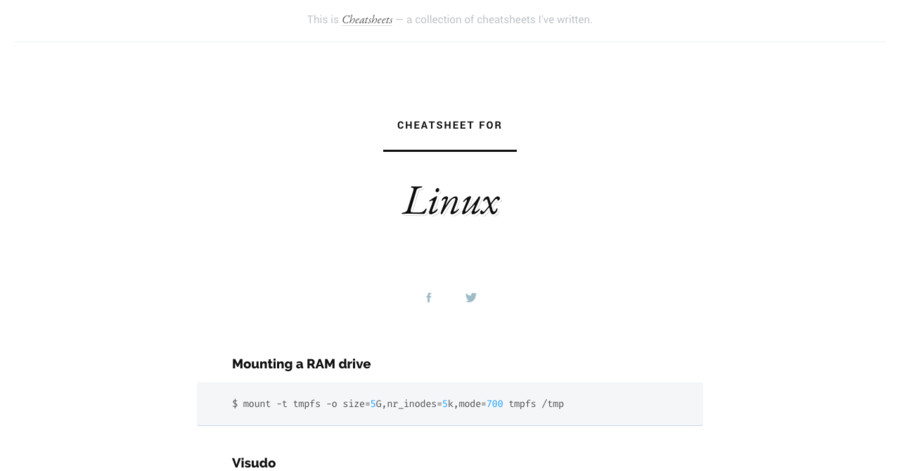 This is Cheatsheets — a collection of cheatsheets I've written.
CHEATSHEET FOR
Linux
Mounting a RAM drive
$ mount -t tmpfs -o size=5G,nr_inodes=5k,mode=700 tmpfs /tmp
Visudo